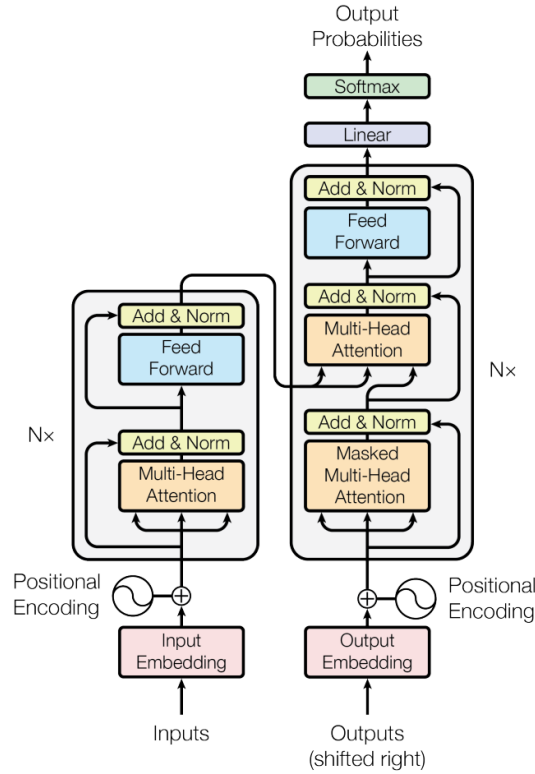 Output
Probabilities
Softmax
Linear
Add & Norm
Feed
Forward
Add & Norm
Multi-Head
Attention
Add & Norm
Masked
Multi-Head
Attention
N×
Add & Norm
Feed
Forward
Add & Norm
Multi-Head
Attention
N×
Positional
Encoding
Positional
Encoding
Input
Embedding
Output
Embedding
Inputs
Outputs
(shifted right)